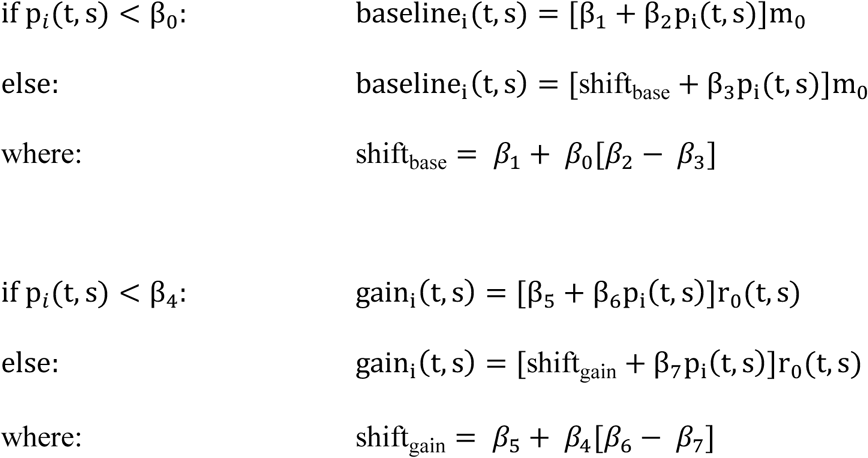 if pᵢ(t, s) < β₀: baselineᵢ(t, s) = [β₁ + β₂pᵢ(t, s)]m₀
else: baselineᵢ(t, s) = [shift_base + β₃pᵢ(t, s)]m₀
where: shift_base = β₁ + β₀[β₂ − β₃]
if pᵢ(t, s) < β₄: gainᵢ(t, s) = [β₅ + β₆pᵢ(t, s)]r₀(t, s)
else: gainᵢ(t, s) = [shift_gain + β₇pᵢ(t, s)]r₀(t, s)
where: shift_gain = β₅ + β₄[β₆ − β₇]